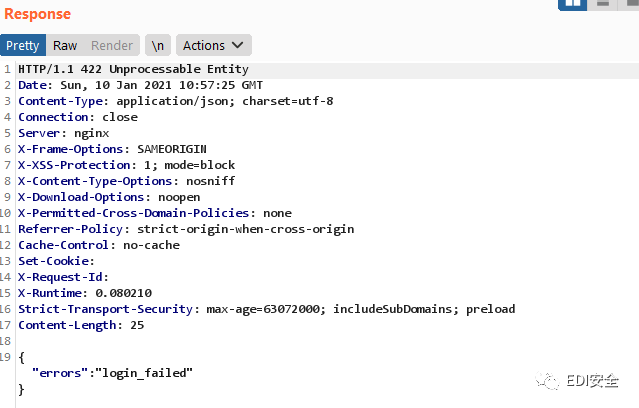 Response
Pretty Raw Render \n Actions
1 HTTP/1.1 422 Unprocessable Entity
2 Date: Sun, 10 Jan 2021 10:57:25 GMT
3 Content-Type: application/json; charset=utf-8
4 Connection: close
5 Server: nginx
6 X-Frame-Options: SAMEORIGIN
7 X-XSS-Protection: 1; mode=block
8 X-Content-Type-Options: nosniff
9 X-Download-Options: noopen
10 X-Permitted-Cross-Domain-Policies: none
11 Referrer-Policy: strict-origin-when-cross-origin
12 Cache-Control: no-cache
13 Set-Cookie:
14 X-Request-Id:
15 X-Runtime: 0.080210
16 Strict-Transport-Security: max-age=63072000; includeSubDomains; preload
17 Content-Length: 25
18
19 {
"errors":"login_failed"
}
EDI安全